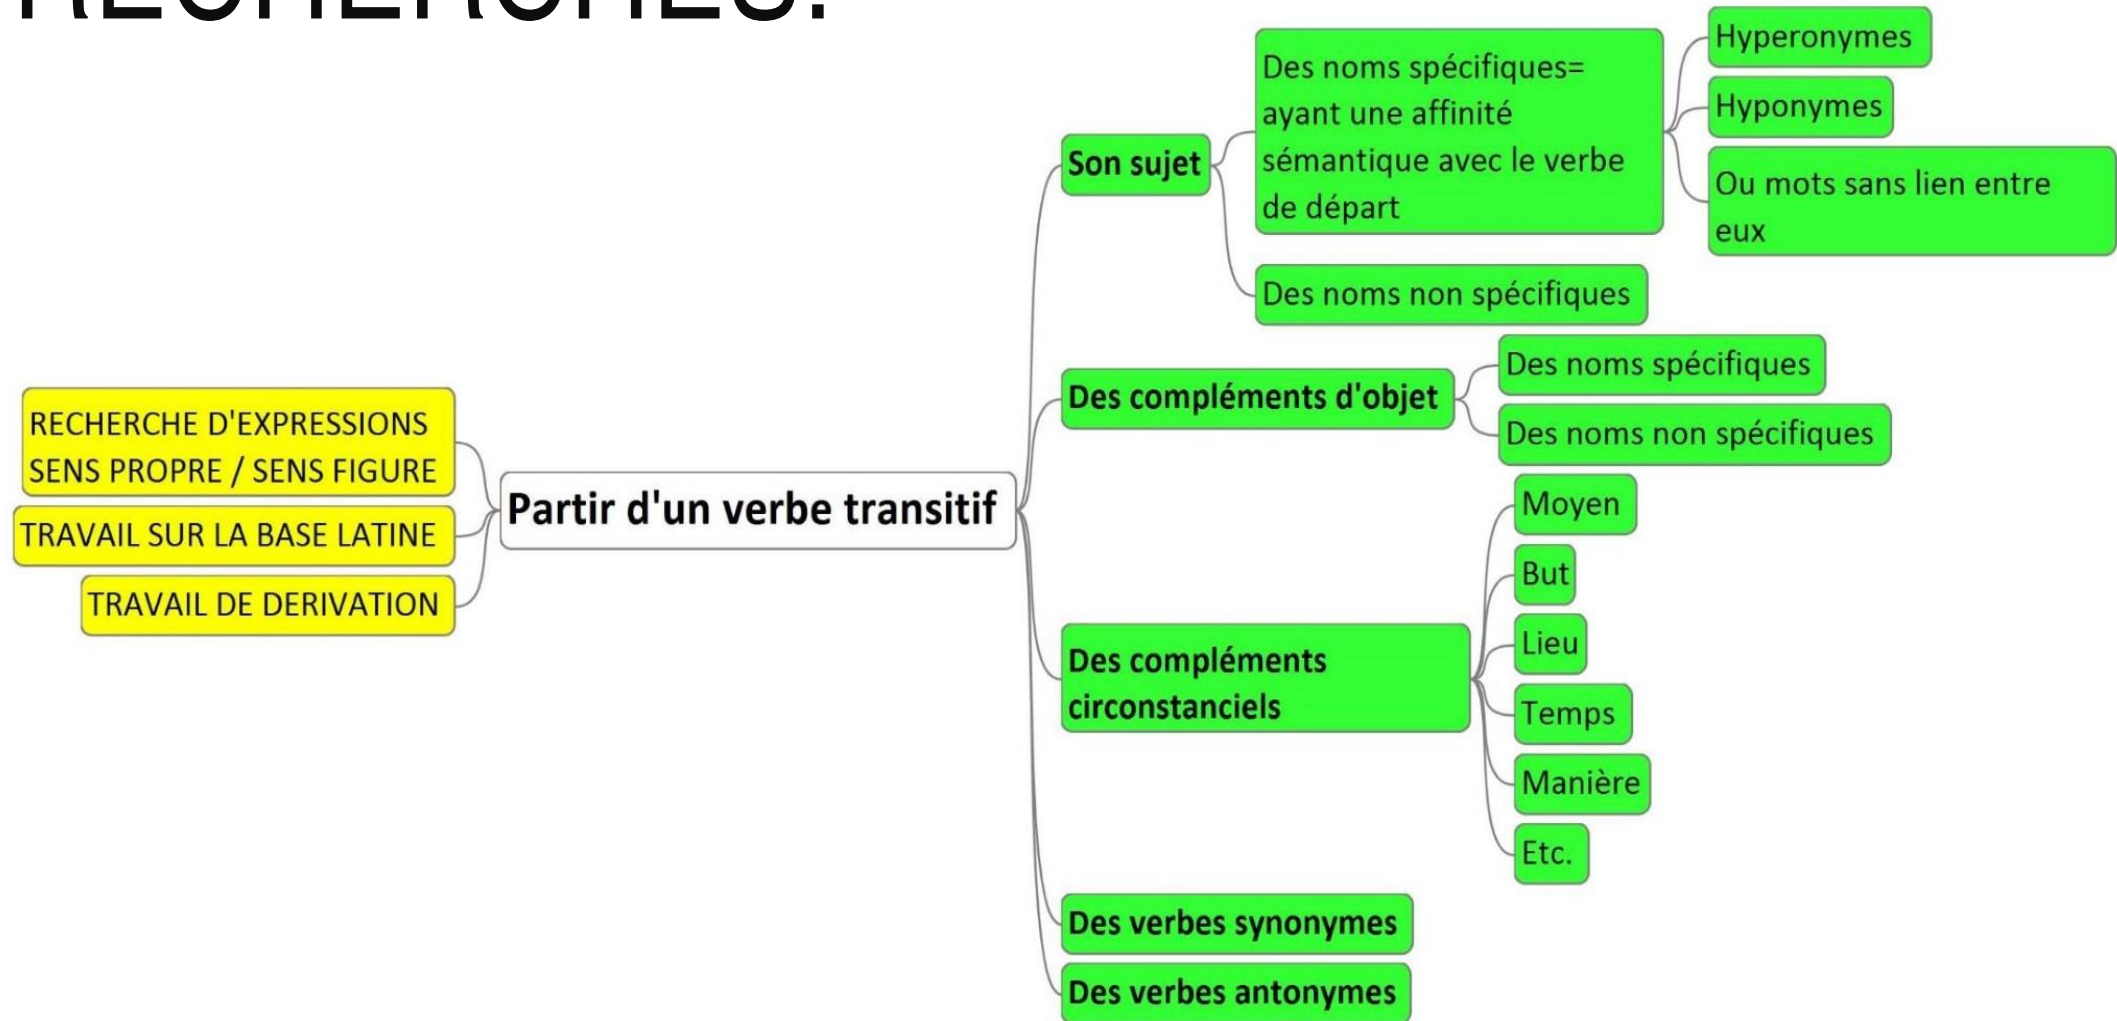 RECHERCHES.
Hyperonymes
Des noms spécifiques=
ayant une affinité
sémantique avec le verbe
de départ
Hyponymes
Ou mots sans lien entre
eux
Son sujet
Des noms non spécifiques
Des noms spécifiques
Des compléments d'objet
Des noms non spécifiques
RECHERCHE D'EXPRESSIONS
SENS PROPRE / SENS FIGURE
TRAVAIL SUR LA BASE LATINE
TRAVAIL DE DERIVATION
Partir d'un verbe transitif
Moyen
But
Lieu
Des compléments
circonstanciels
Temps
Manière
Etc.
Des verbes synonymes
Des verbes antonymes